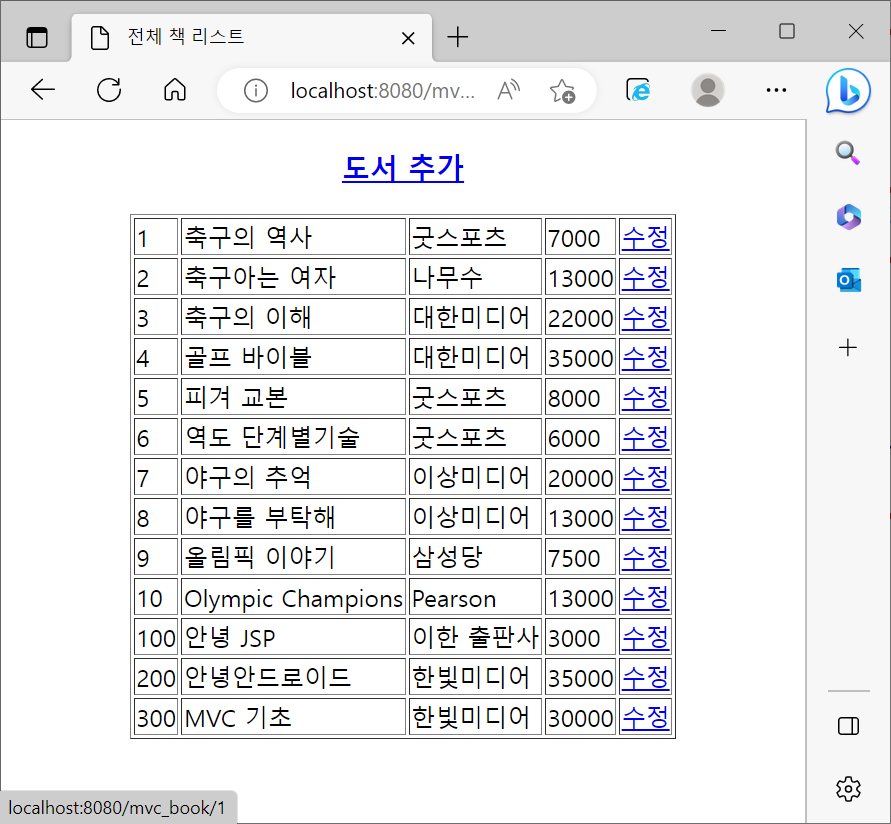 전체 책 리스트
localhost:8080/mv...
도서 추가
1 축구의 역사 굿스포츠 7000 수정
2 축구아는 여자 나무수 13000 수정
3 축구의 이해 대한미디어 22000 수정
4 골프 바이블 대한미디어 35000 수정
5 피겨 교본 굿스포츠 8000 수정
6 역도 단계별기술 굿스포츠 6000 수정
7 야구의 추억 이상미디어 20000 수정
8 야구를 부탁해 이상미디어 13000 수정
9 올림픽 이야기 삼성당 7500 수정
10 Olympic Champions Pearson 13000 수정
100 안녕 JSP 이한 출판사 3000 수정
200 안녕안드로이드 한빛미디어 35000 수정
300 MVC 기초 한빛미디어 30000 수정
localhost:8080/mvc_book/1